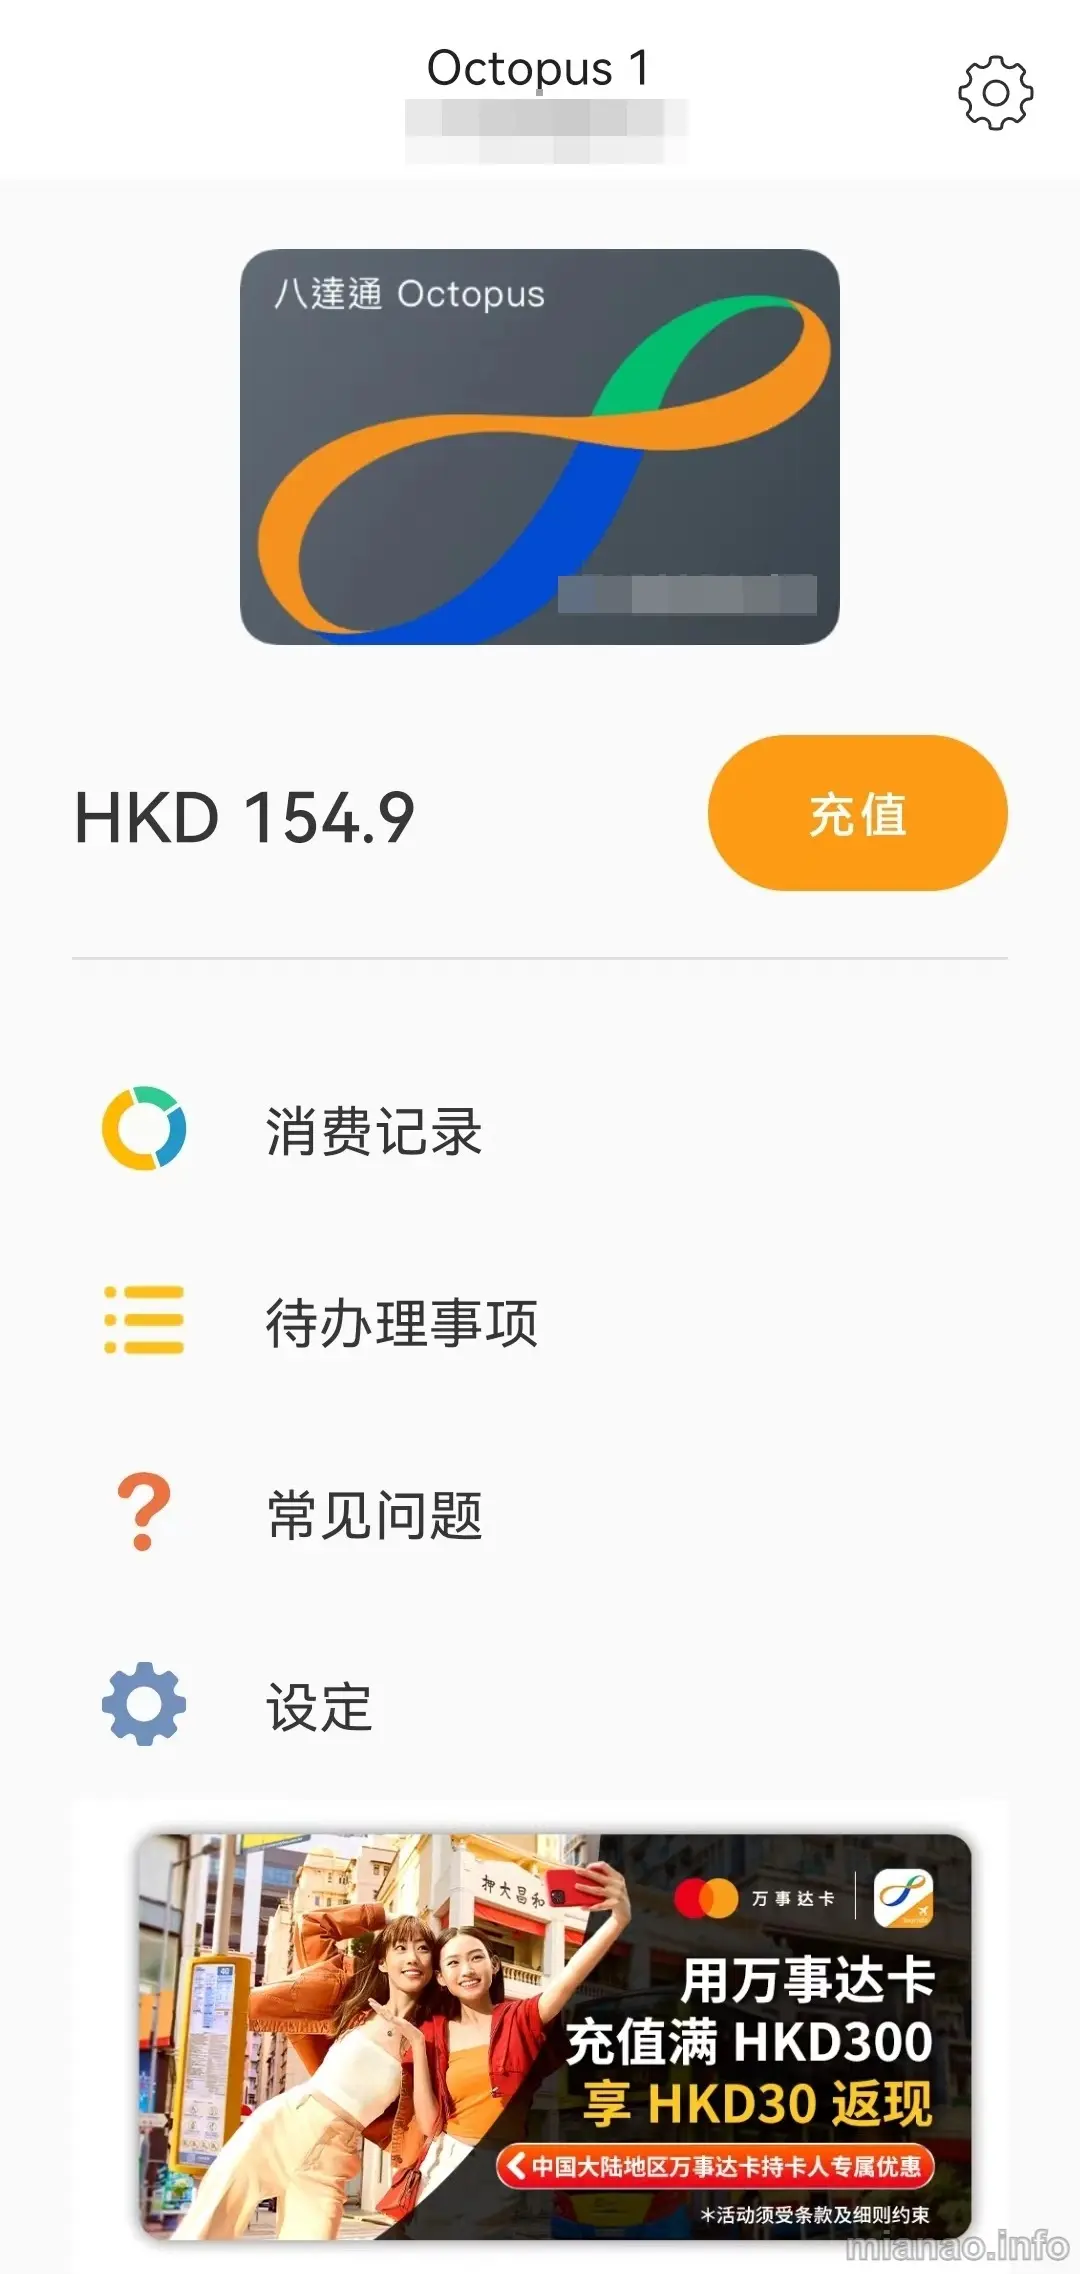 Octopus 1
八達通 Octopus
HKD 154.9
充值
消费记录
待办理事项
常见问题
设定
押大昌和
万事达卡
用万事达卡
充值满 HKD300
享 HKD30 返现
中国大陆地区万事达卡持卡人专属优惠
*活动须受条款及细则约束
mianao.info